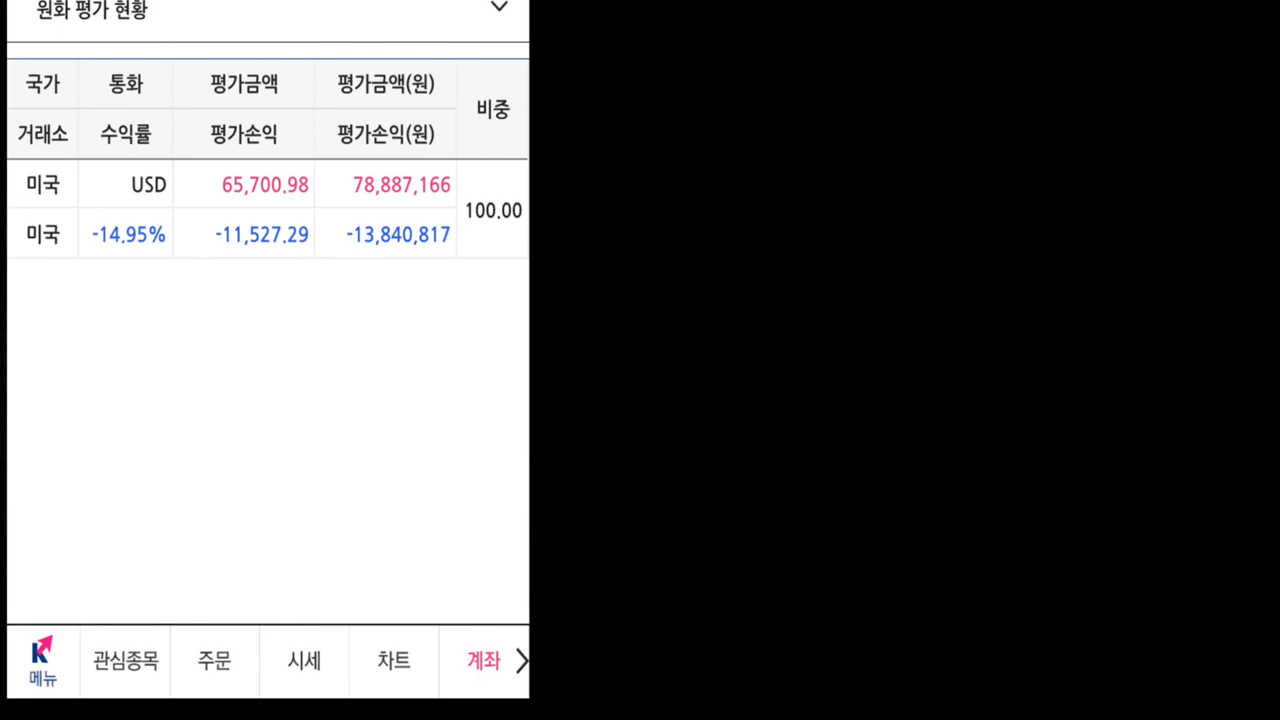 원화 평가 현황
국가 통화 평가금액 평가금액(원) 비중
거래소 수익률 평가손익 평가손익(원)
미국 USD 65,700.98 78,887,166 100.00
미국 -14.95% -11,527.29 -13,840,817
K
메뉴 관심종목 주문 시세 차트 계좌